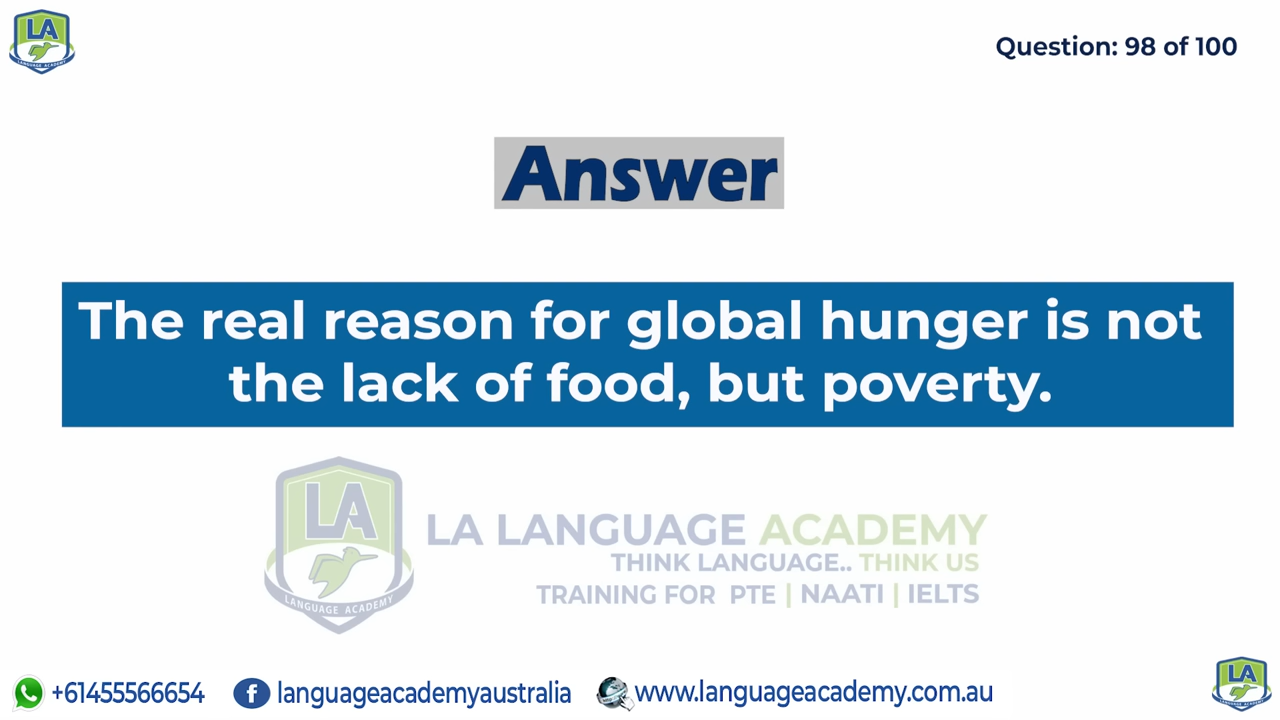 LA
LANGUAGE ACADEMY
Question: 98 of 100
Answer
The real reason for global hunger is not
the lack of food, but poverty.
LA
LANGUAGE ACADEMY
LA LANGUAGE ACADEMY
THINK LANGUAGE.. THINK US
TRAINING FOR PTE | NAATI | IELTS
+61455566654
languageacademyaustralia
www.languageacademy.com.au
LA
LANGUAGE ACADEMY